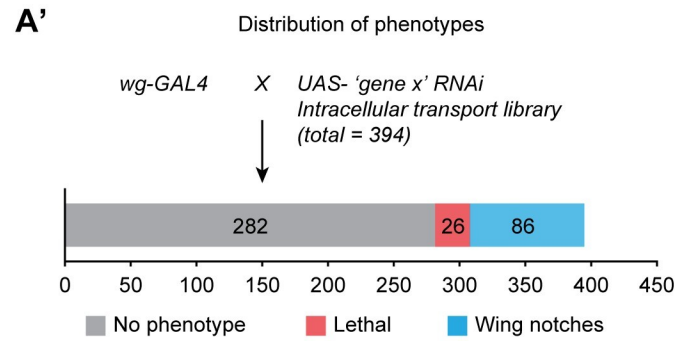 A’
Distribution of phenotypes
wg-GAL4 X UAS- ‘gene x’ RNAi
Intracellular transport library
(total = 394)
282 26 86
0 50 100 150 200 250 300 350 400 450
No phenotype Lethal Wing notches